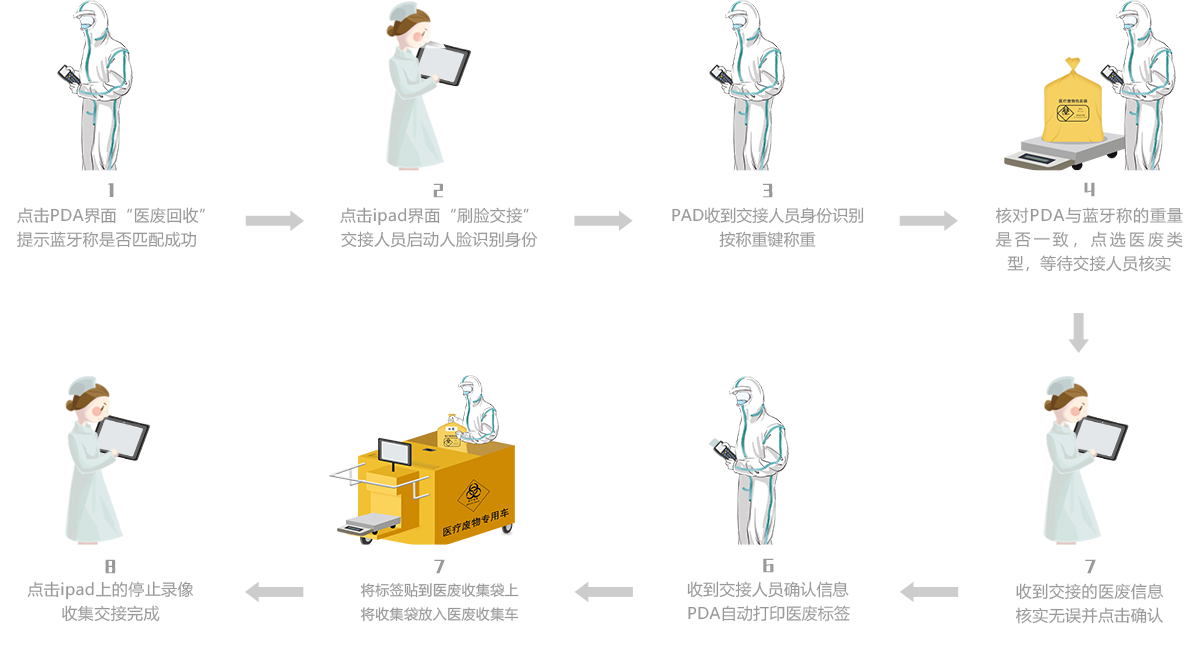 医疗废物包装袋
1
点击PDA界面“医废回收”
提示蓝牙称是否匹配成功
2
点击ipad界面“刷脸交接”
交接人员启动人脸识别身份
3
PAD收到交接人员身份识别
按称重键称重
4
核对PDA与蓝牙称的重量
是否一致，点选医废类
型，等待交接人员核实
7
收到交接的医废信息
核实无误并点击确认
6
收到交接人员确认信息
PDA自动打印医废标签
医疗废物专用车
7
将标签贴到医废收集袋上
将收集袋放入医废收集车
8
点击ipad上的停止录像
收集交接完成